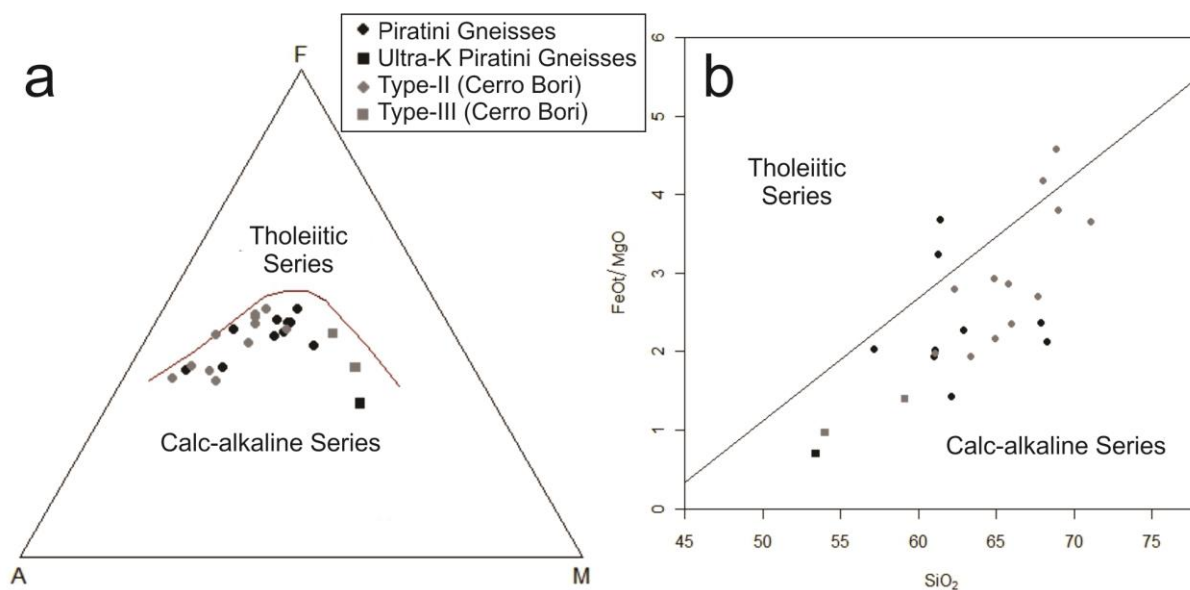 a
F
Piratini Gneisses
Ultra-K Piratini Gneisses
Type-II (Cerro Bori)
Type-III (Cerro Bori)
Tholeiitic
Series
Calc-alkaline Series
A
M
b
6
5
4
3
2
1
0
FeOt/MgO
Tholeiitic
Series
Calc-alkaline Series
45
50
55
60
65
70
75
SiO₂